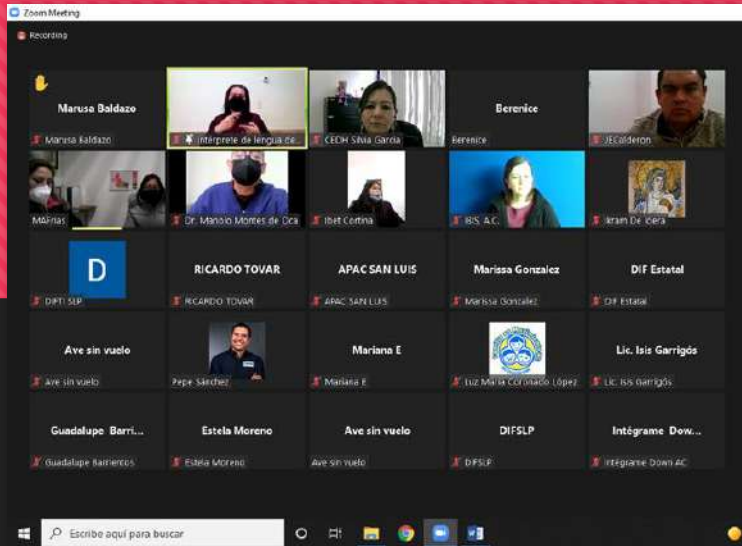 Zoom Meeting
Recording
Marusa Baldazo
Marusa Baldazo
Intérprete de lengua de...
CEDH Silvia García
Berenice
Berenice
JECalderon
MAFrias
Dr. Manolo Montes de Oca
Ibet Cortina
IBIS, A.C.
Ikram De loera
D
DIFTI SLP
RICARDO TOVAR
RICARDO TOVAR
APAC SAN LUIS
APAC SAN LUIS
Marissa Gonzalez
Marissa Gonzalez
DIF Estatal
DIF Estatal
Ave sin vuelo
Ave sin vuelo
Pepe Sánchez
Mariana E
Mariana E
Luz María Coronado López
Lic. Isis Garrigós
Lic. Isis Garrigós
Guadalupe Barri...
Guadalupe Barrientos
Estela Moreno
Estela Moreno
Ave sin vuelo
Ave sin vuelo
DIFSLP
DIFSLP
Intégrame Dow...
Intégrame Down AC
Escribe aquí para buscar